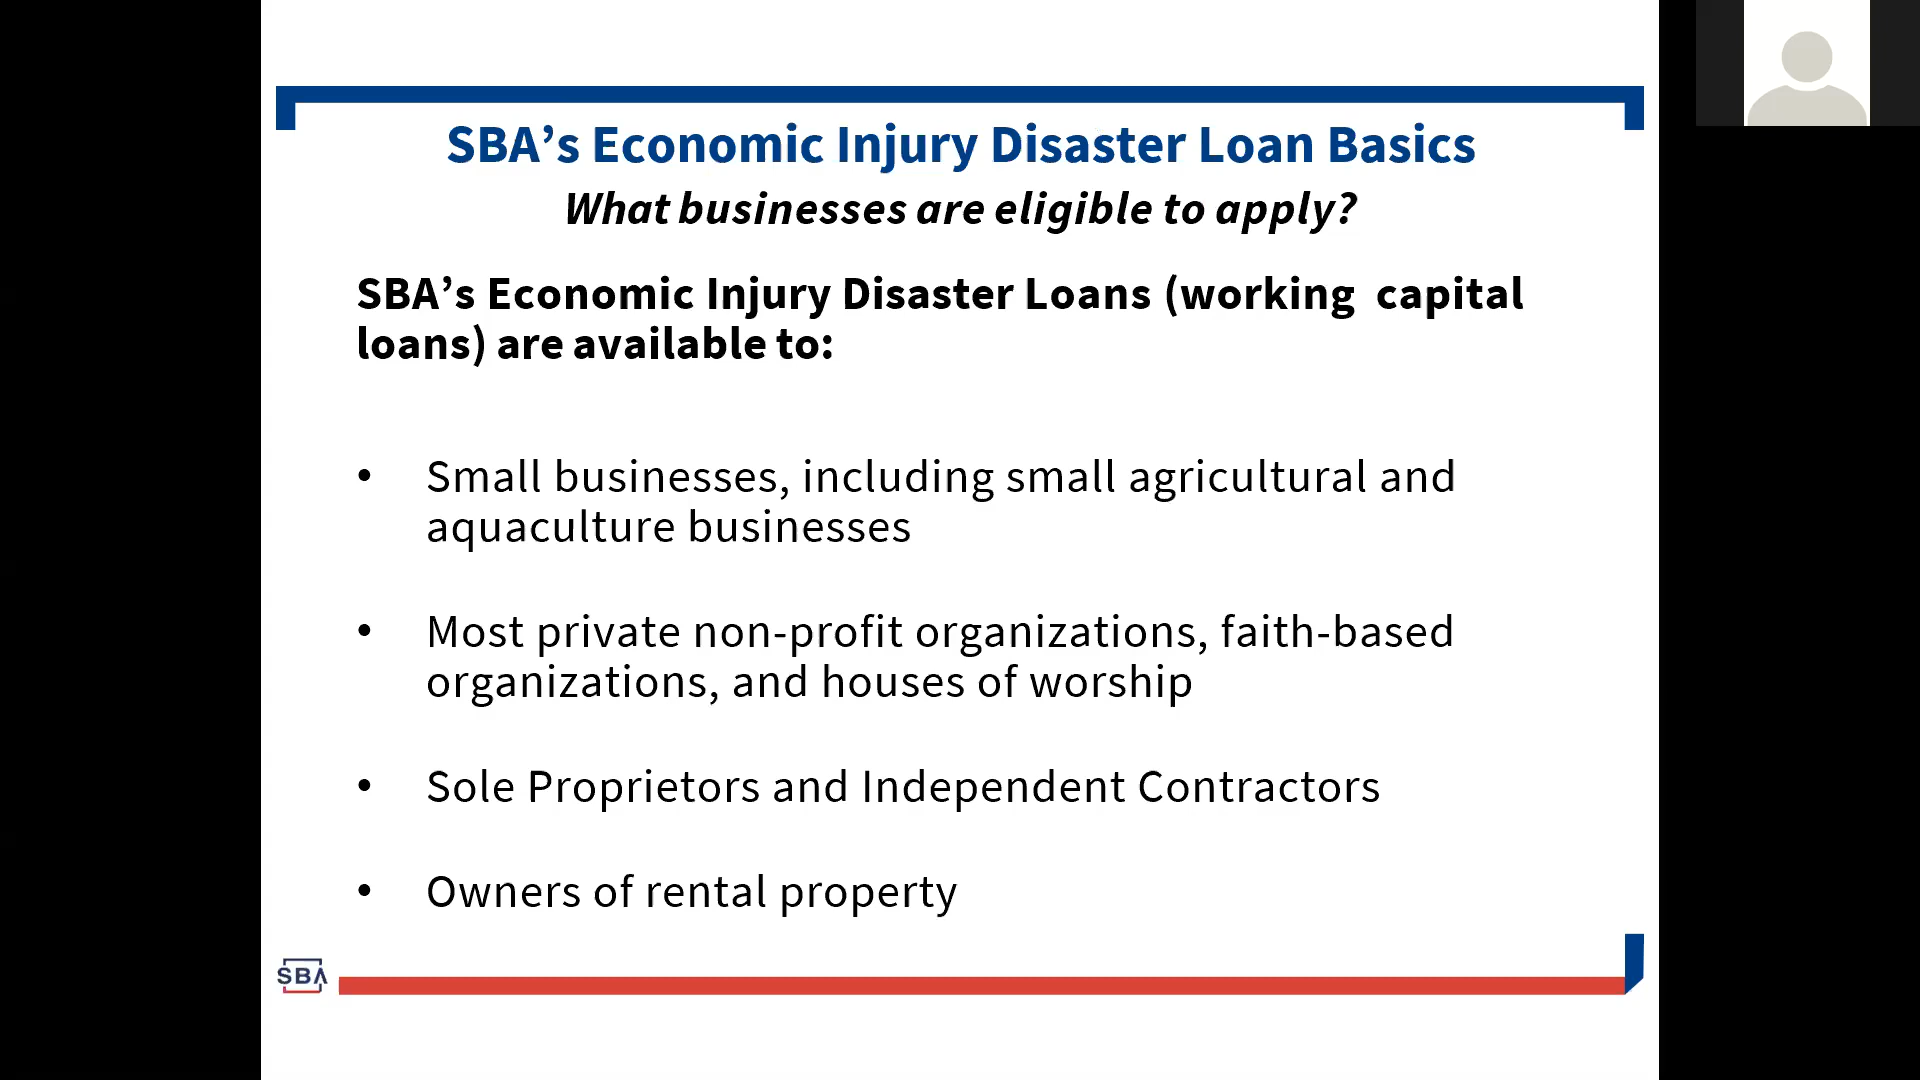 SBA’s Economic Injury Disaster Loan Basics
What businesses are eligible to apply?
SBA’s Economic Injury Disaster Loans (working  capital
loans) are available to:
• Small businesses, including small agricultural and
aquaculture businesses
• Most private non-profit organizations, faith-based
organizations, and houses of worship
• Sole Proprietors and Independent Contractors
• Owners of rental property
SBA